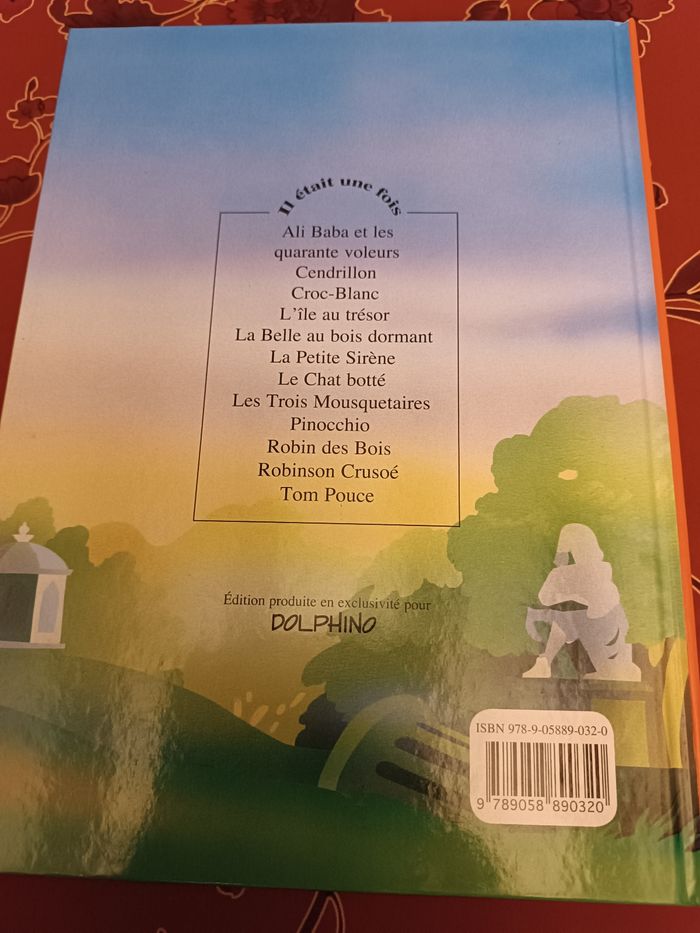 Il était une fois
Ali Baba et les
quarante voleurs
Cendrillon
Croc-Blanc
L'île au trésor
La Belle au bois dormant
La Petite Sirène
Le Chat botté
Les Trois Mousquetaires
Pinocchio
Robin des Bois
Robinson Crusoé
Tom Pouce
Édition produite en exclusivité pour
DOLPHINO
ISBN 978-9-05889-032-0
9 789058 890320